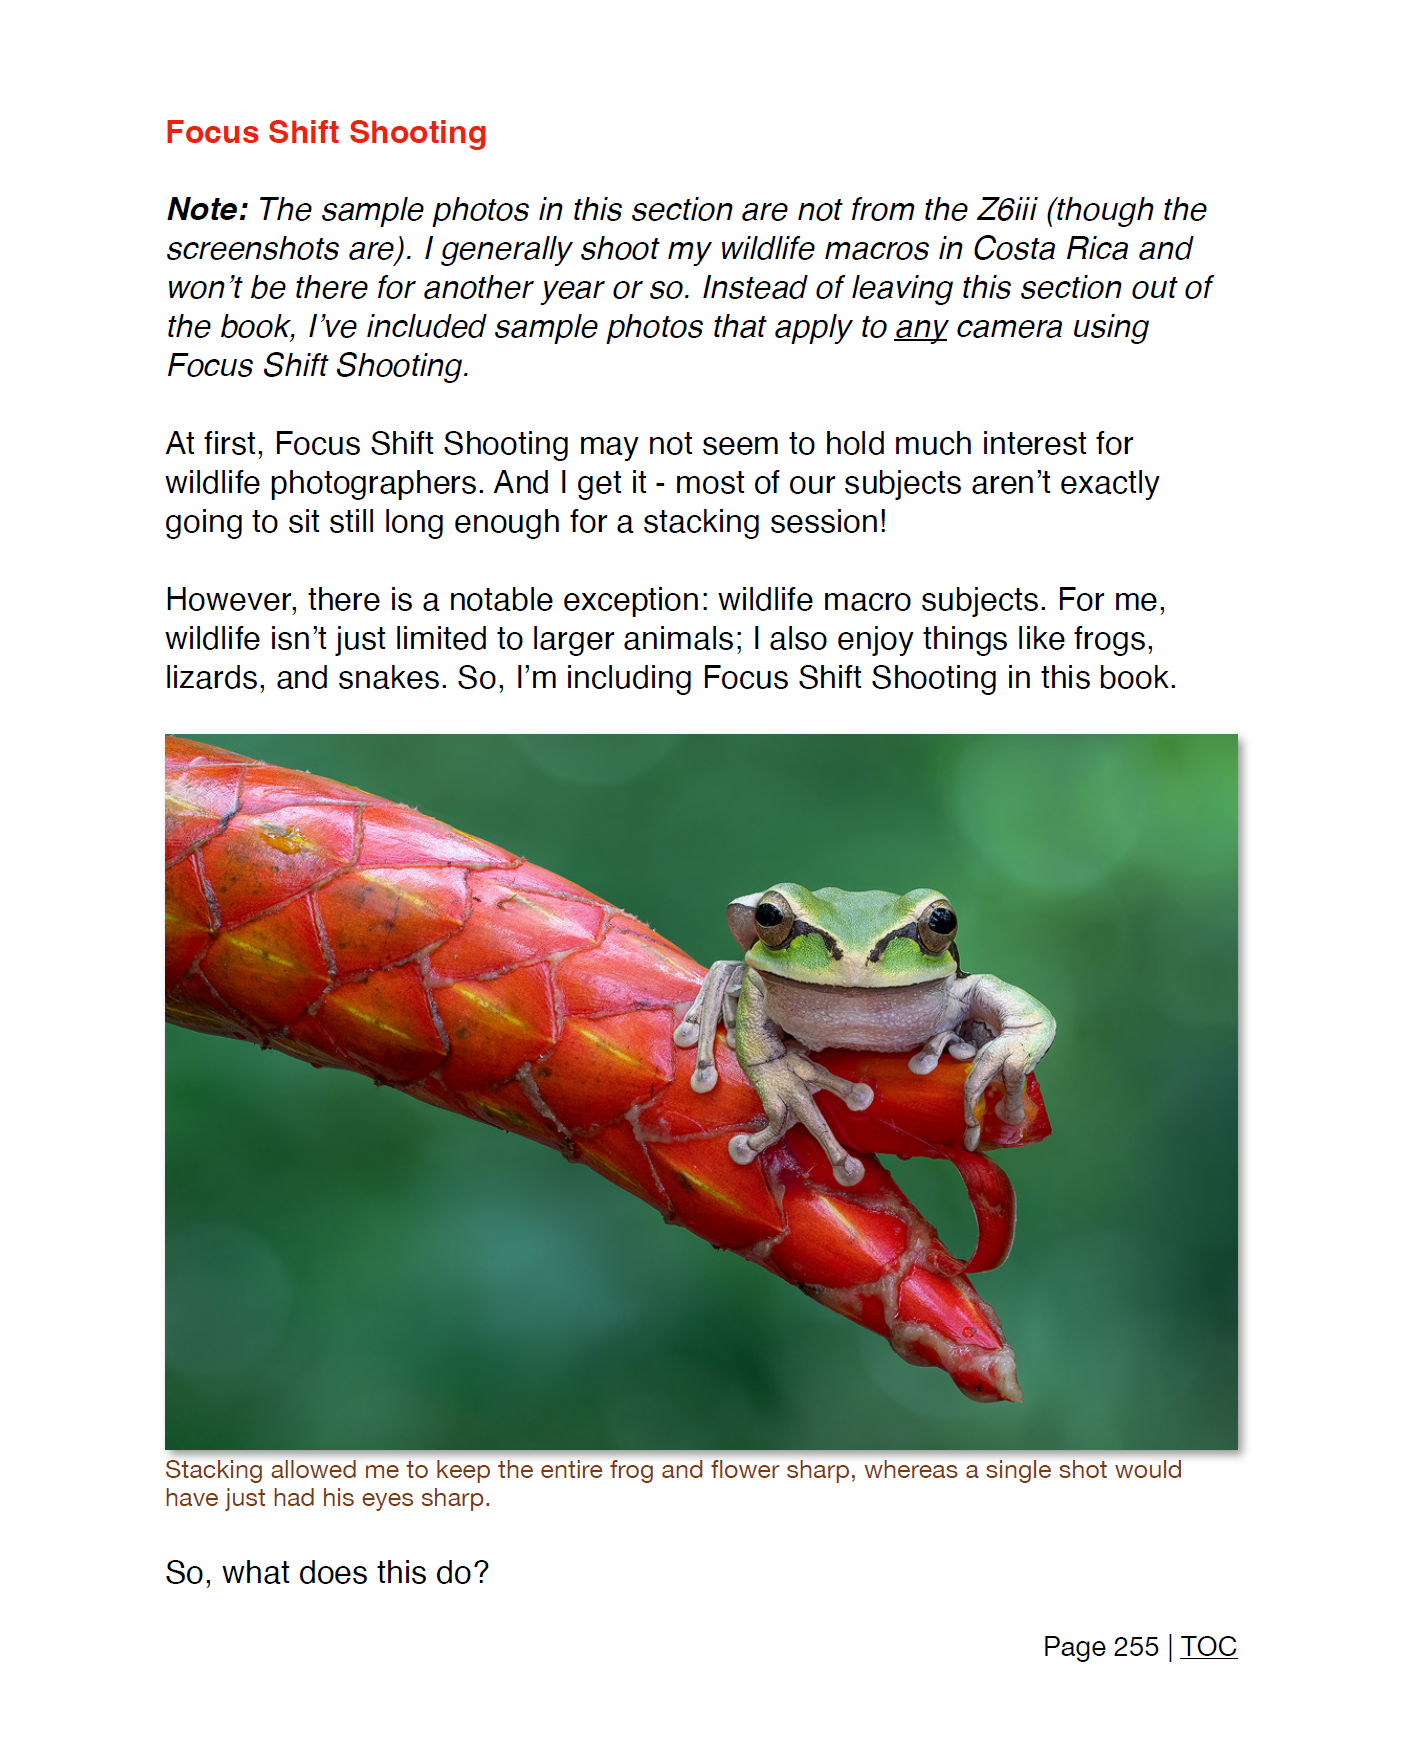 Focus Shift Shooting
Note: The sample photos in this section are not from the Z6iii (though the
screenshots are). I generally shoot my wildlife macros in Costa Rica and
won’t be there for another year or so. Instead of leaving this section out of
the book, I’ve included sample photos that apply to any camera using
Focus Shift Shooting.
At first, Focus Shift Shooting may not seem to hold much interest for
wildlife photographers. And I get it - most of our subjects aren’t exactly
going to sit still long enough for a stacking session!
However, there is a notable exception: wildlife macro subjects. For me,
wildlife isn’t just limited to larger animals; I also enjoy things like frogs,
lizards, and snakes. So, I’m including Focus Shift Shooting in this book.
Stacking allowed me to keep the entire frog and flower sharp, whereas a single shot would
have just had his eyes sharp.
So, what does this do?
Page 255 | TOC